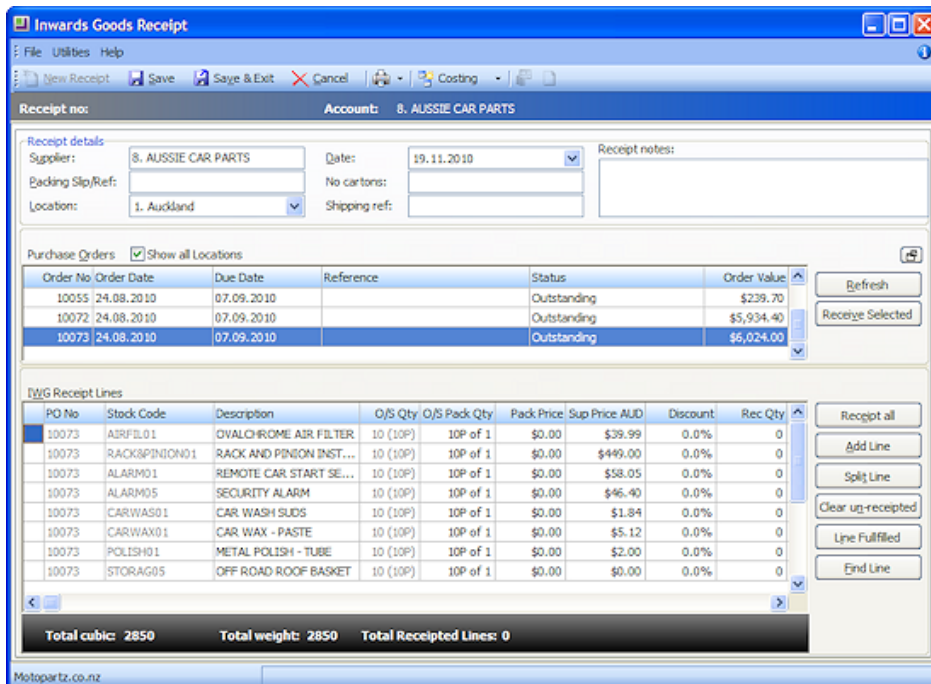 Inwards Goods Receipt
File Utilities Help
New Receipt Save Save & Exit Cancel Costing
Receipt no: Account: 8. AUSSIE CAR PARTS
Receipt details
Supplier: 8. AUSSIE CAR PARTS Date: 19.11.2010 Receipt notes:
Packing Slip/Ref: No cartons:
Location: 1. Auckland Shipping ref:
Purchase Orders Show all Locations
Order No Order Date Due Date Reference Status Order Value
10055 24.08.2010 07.09.2010 Outstanding $239.70
10072 24.08.2010 07.09.2010 Outstanding $5,934.40
10073 24.08.2010 07.09.2010 Outstanding $6,024.00
Refresh
Receive Selected
IWG Receipt Lines
PO No Stock Code Description O/S Qty O/S Pack Qty Pack Price Sup Price AUD Discount Rec Qty
10073 AIRFIL01 OVALCHROME AIR FILTER 10 (10P) 10P of 1 $0.00 $39.99 0.0% 0
10073 RACK&PINION01 RACK AND PINION INST... 10 (10P) 10P of 1 $0.00 $449.00 0.0% 0
10073 ALARM01 REMOTE CAR START SE... 10 (10P) 10P of 1 $0.00 $58.05 0.0% 0
10073 ALARM05 SECURITY ALARM 10 (10P) 10P of 1 $0.00 $46.40 0.0% 0
10073 CARWAS01 CAR WASH SUDS 10 (10P) 10P of 1 $0.00 $1.84 0.0% 0
10073 CARWAX01 CAR WAX - PASTE 10 (10P) 10P of 1 $0.00 $5.12 0.0% 0
10073 POLISH01 METAL POLISH - TUBE 10 (10P) 10P of 1 $0.00 $2.00 0.0% 0
10073 STORAG05 OFF ROAD ROOF BASKET 10 (10P) 10P of 1 $0.00 $0.00 0.0% 0
Receipt all
Add Line
Split Line
Clear un-receipted
Line Fullfilled
Find Line
Total cubic: 2850 Total weight: 2850 Total Receipted Lines: 0
Motopartz.co.nz